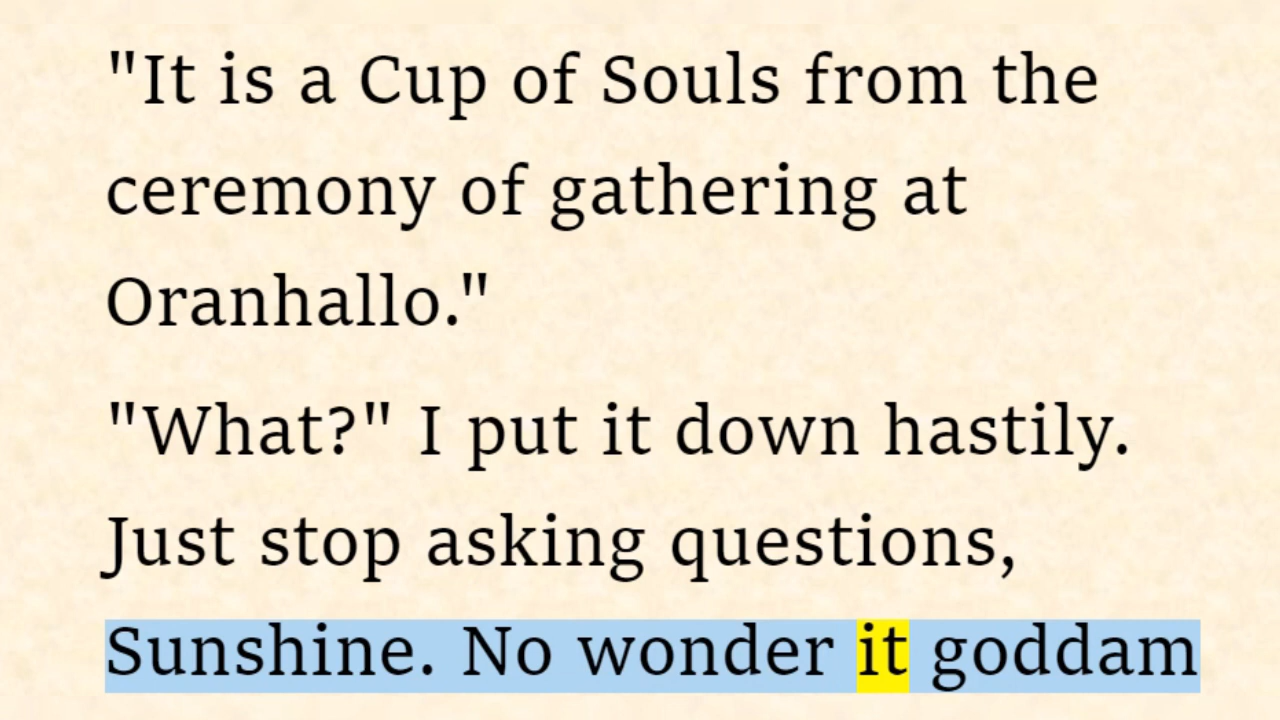 "It is a Cup of Souls from the
ceremony of gathering at
Oranhallo."
"What?" I put it down hastily.
Just stop asking questions,
Sunshine. No wonder it goddam